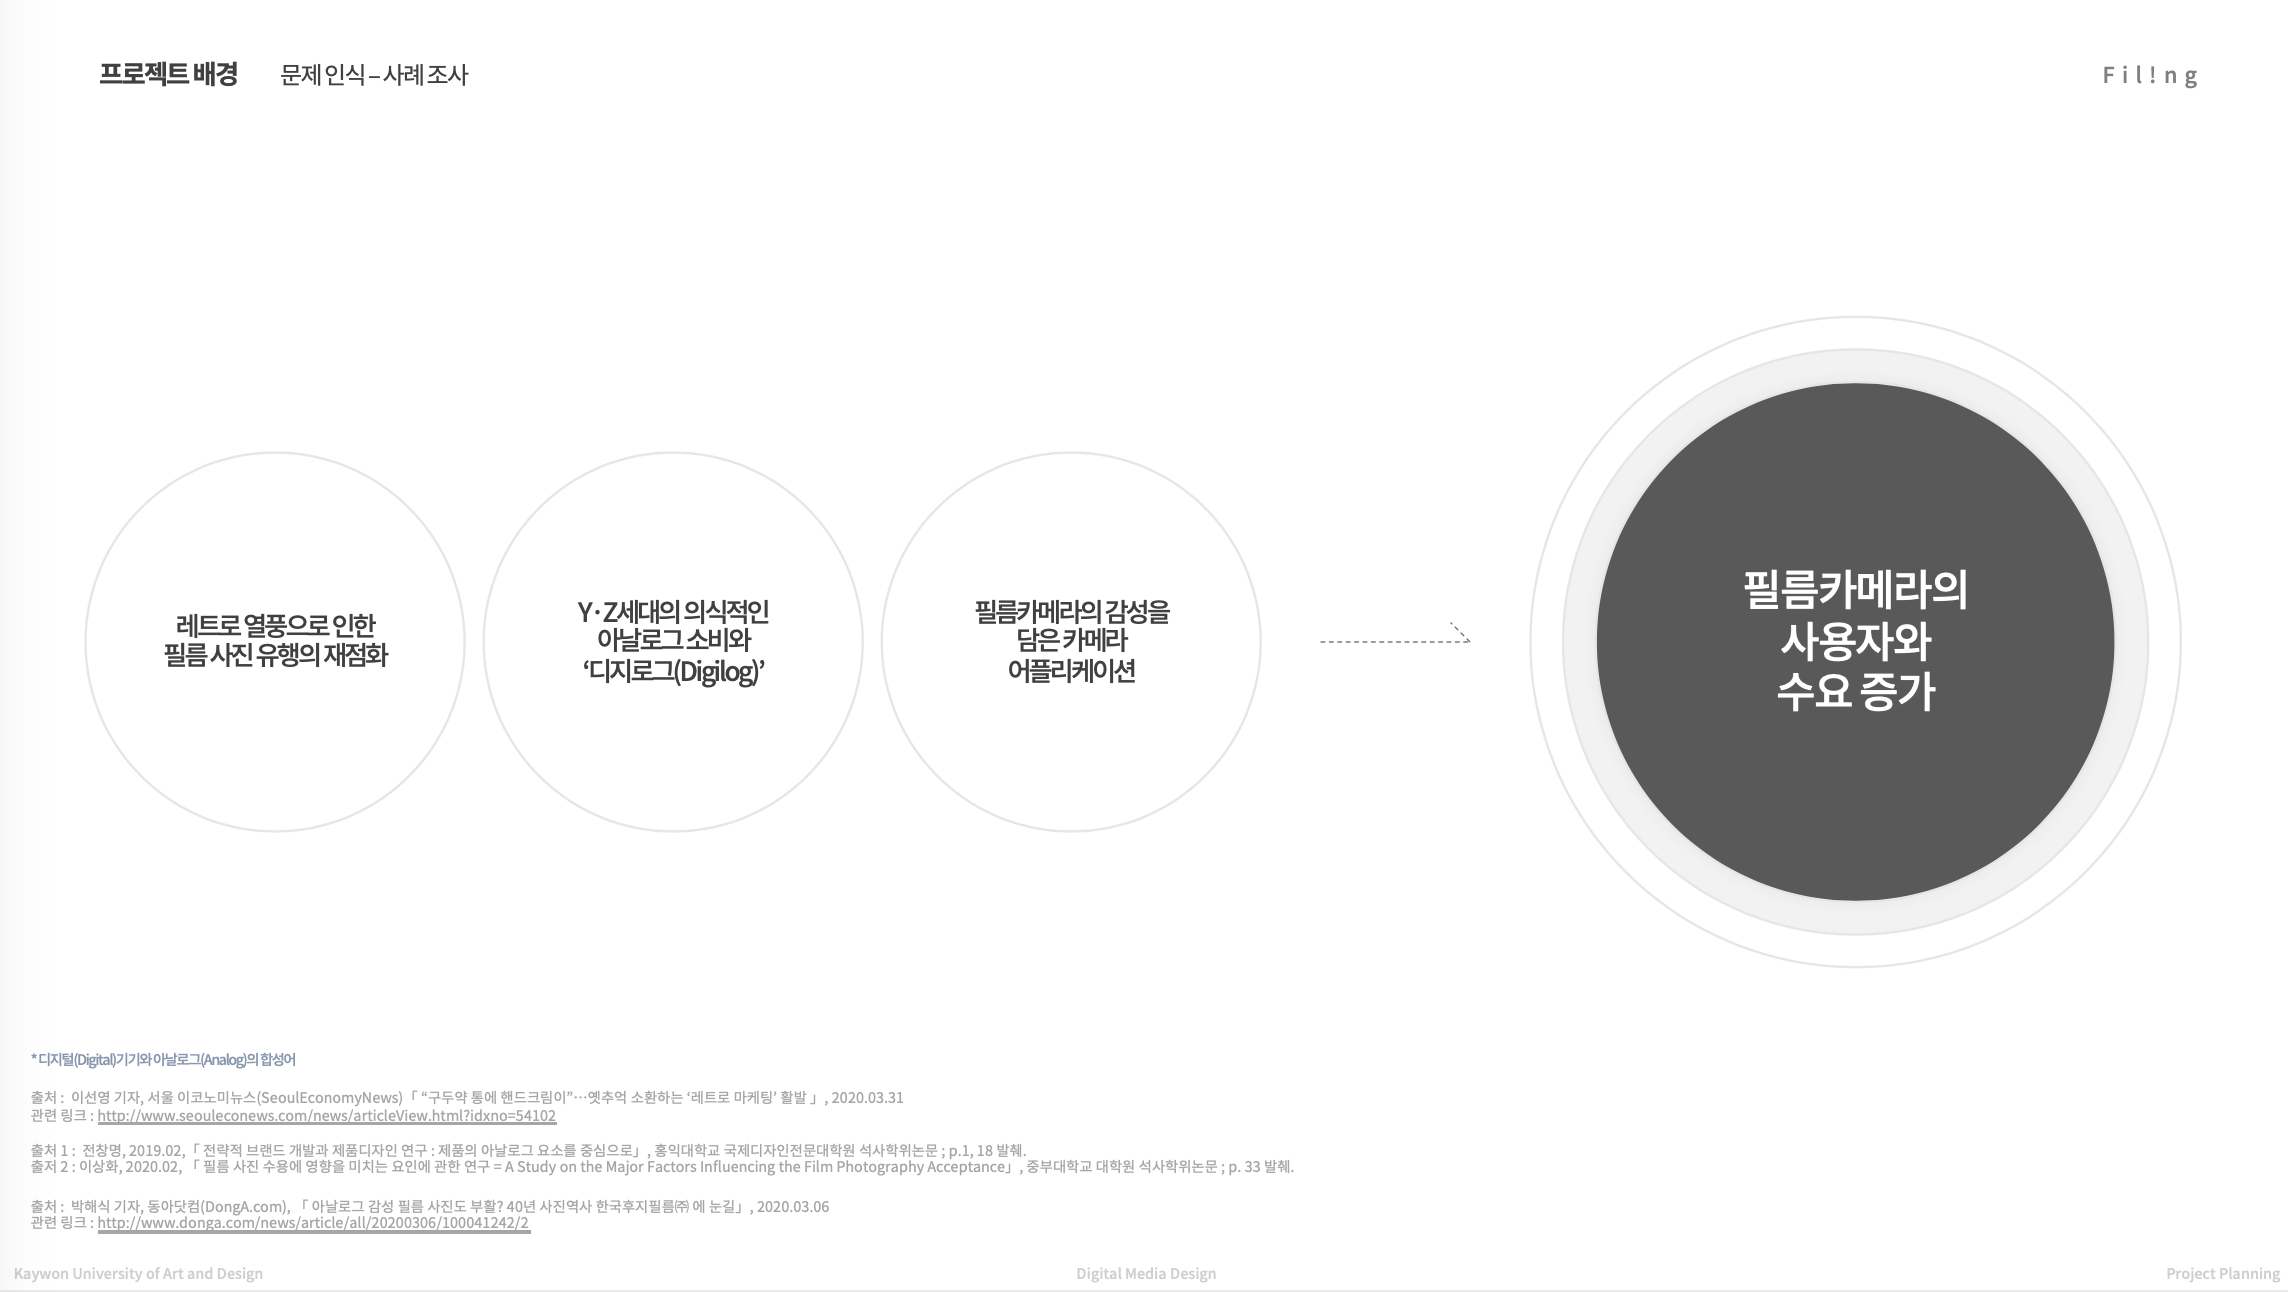 프로젝트 배경 문제 인식 – 사례 조사
Fil!ng
레트로 열풍으로 인한
필름 사진 유행의 재점화
Y · Z세대의 의식적인
아날로그 소비와
‘디지로그(Digilog)’
필름카메라의 감성을
담은 카메라
어플리케이션
필름카메라의
사용자와
수요 증가
* 디지털(Digital)기기와 아날로그(Analog)의 합성어
출처 : 이선영 기자, 서울 이코노미뉴스(SeoulEconomyNews)「 “구두약 통에 핸드크림이”…옛추억 소환하는 ‘레트로 마케팅’ 활발 」, 2020.03.31
관련 링크 : http://www.seouleconews.com/news/articleView.html?idxno=54102
출처 1 : 전창명, 2019.02,「 전략적 브랜드 개발과 제품디자인 연구 : 제품의 아날로그 요소를 중심으로」, 홍익대학교 국제디자인전문대학원 석사학위논문 ; p.1, 18 발췌.
출저 2 : 이상화, 2020.02, 「 필름 사진 수용에 영향을 미치는 요인에 관한 연구 = A Study on the Major Factors Influencing the Film Photography Acceptance」, 중부대학교 대학원 석사학위논문 ; p. 33 발췌.
출처 : 박해식 기자, 동아닷컴(DongA.com), 「 아날로그 감성 필름 사진도 부활? 40년 사진역사 한국후지필름㈜ 에 눈길」, 2020.03.06
관련 링크 : http://www.donga.com/news/article/all/20200306/100041242/2
Kaywon University of Art and Design
Digital Media Design
Project Planning